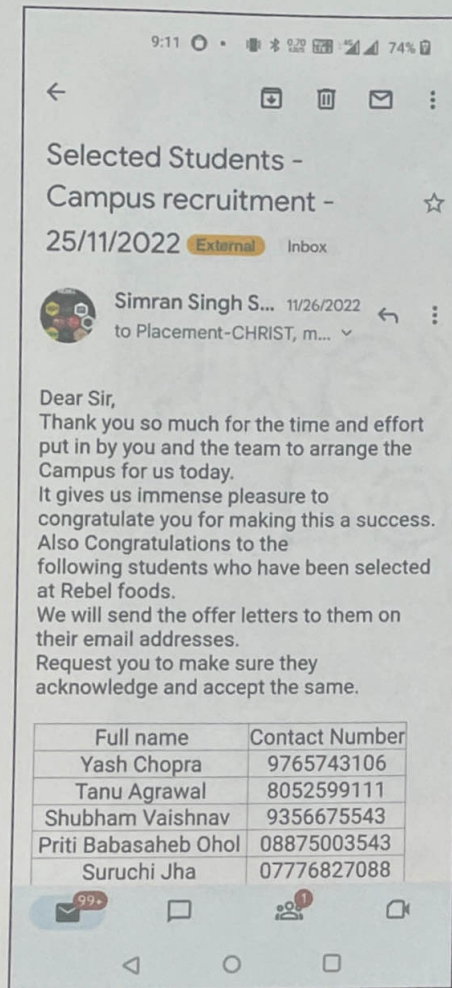 9:11 74%
Selected Students -
Campus recruitment -
25/11/2022 External Inbox
Simran Singh S... 11/26/2022
to Placement-CHRIST, m...
Dear Sir,
Thank you so much for the time and effort
put in by you and the team to arrange the
Campus for us today.
It gives us immense pleasure to
congratulate you for making this a success.
Also Congratulations to the
following students who have been selected
at Rebel foods.
We will send the offer letters to them on
their email addresses.
Request you to make sure they
acknowledge and accept the same.
Full name Contact Number
Yash Chopra 9765743106
Tanu Agrawal 8052599111
Shubham Vaishnav 9356675543
Priti Babasaheb Ohol 08875003543
Suruchi Jha 07776827088
99+ 1